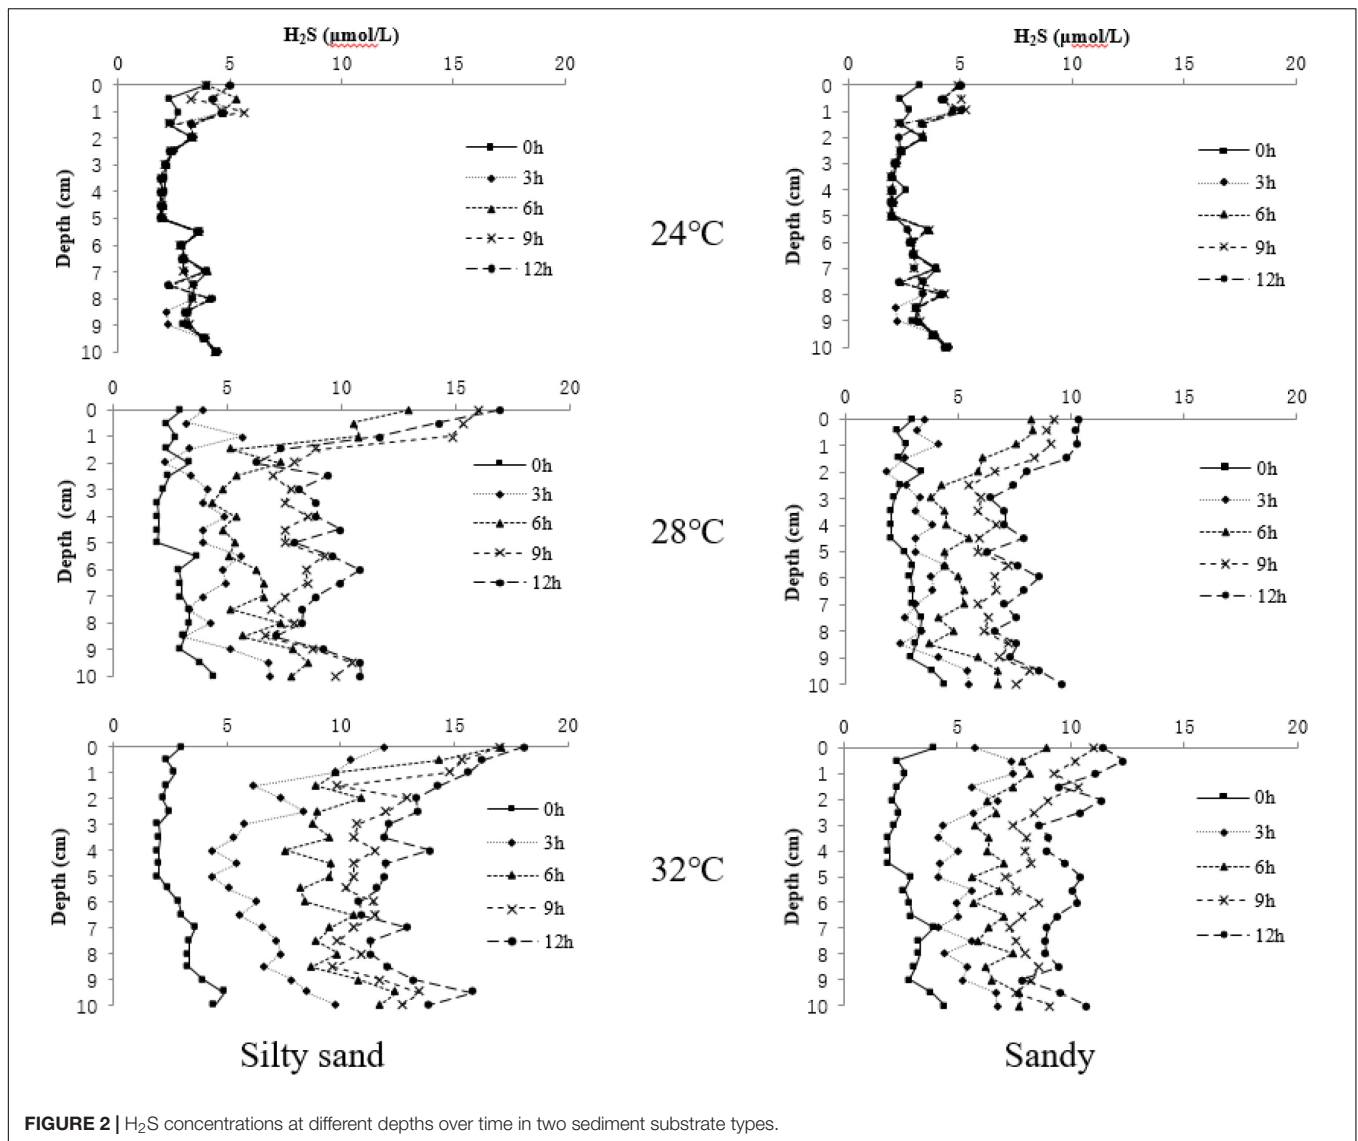 H₂S (μmol/L)
0 5 10 15 20
0
1
2
3
4
5
6
7
8
9
10
Depth (cm)
0h
3h
6h
9h
12h
24℃
H₂S (μmol/L)
0 5 10 15 20
0
1
2
3
4
5
6
7
8
9
10
Depth (cm)
0h
3h
6h
9h
12h
0 5 10 15 20
0
1
2
3
4
5
6
7
8
9
10
Depth (cm)
0h
3h
6h
9h
12h
28℃
0 5 10 15 20
0
1
2
3
4
5
6
7
8
9
10
Depth (cm)
0h
3h
6h
9h
12h
0 5 10 15 20
0
1
2
3
4
5
6
7
8
9
10
Depth (cm)
0h
3h
6h
9h
12h
32℃
0 5 10 15 20
0
1
2
3
4
5
6
7
8
9
10
Depth (cm)
0h
3h
6h
9h
12h
Silty sand
Sandy
FIGURE 2 | H₂S concentrations at different depths over time in two sediment substrate types.